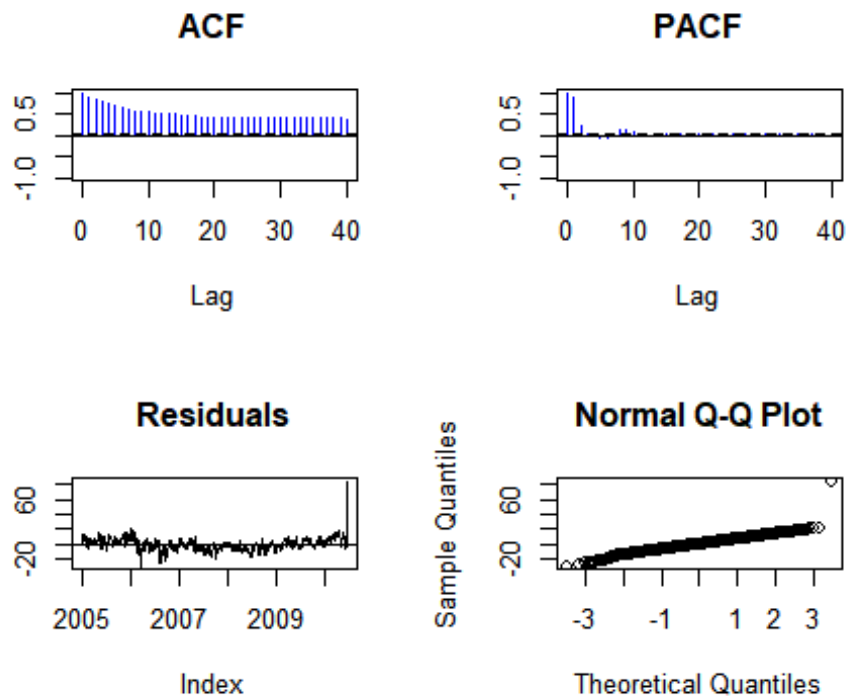 ACF
0.5
-1.0
0 10 20 30 40
Lag
PACF
0.5
-1.0
0 10 20 30 40
Lag
Residuals
60
-20
2005 2007 2009
Index
Normal Q-Q Plot
Sample Quantiles
60
-20
-3 -1 1 2 3
Theoretical Quantiles